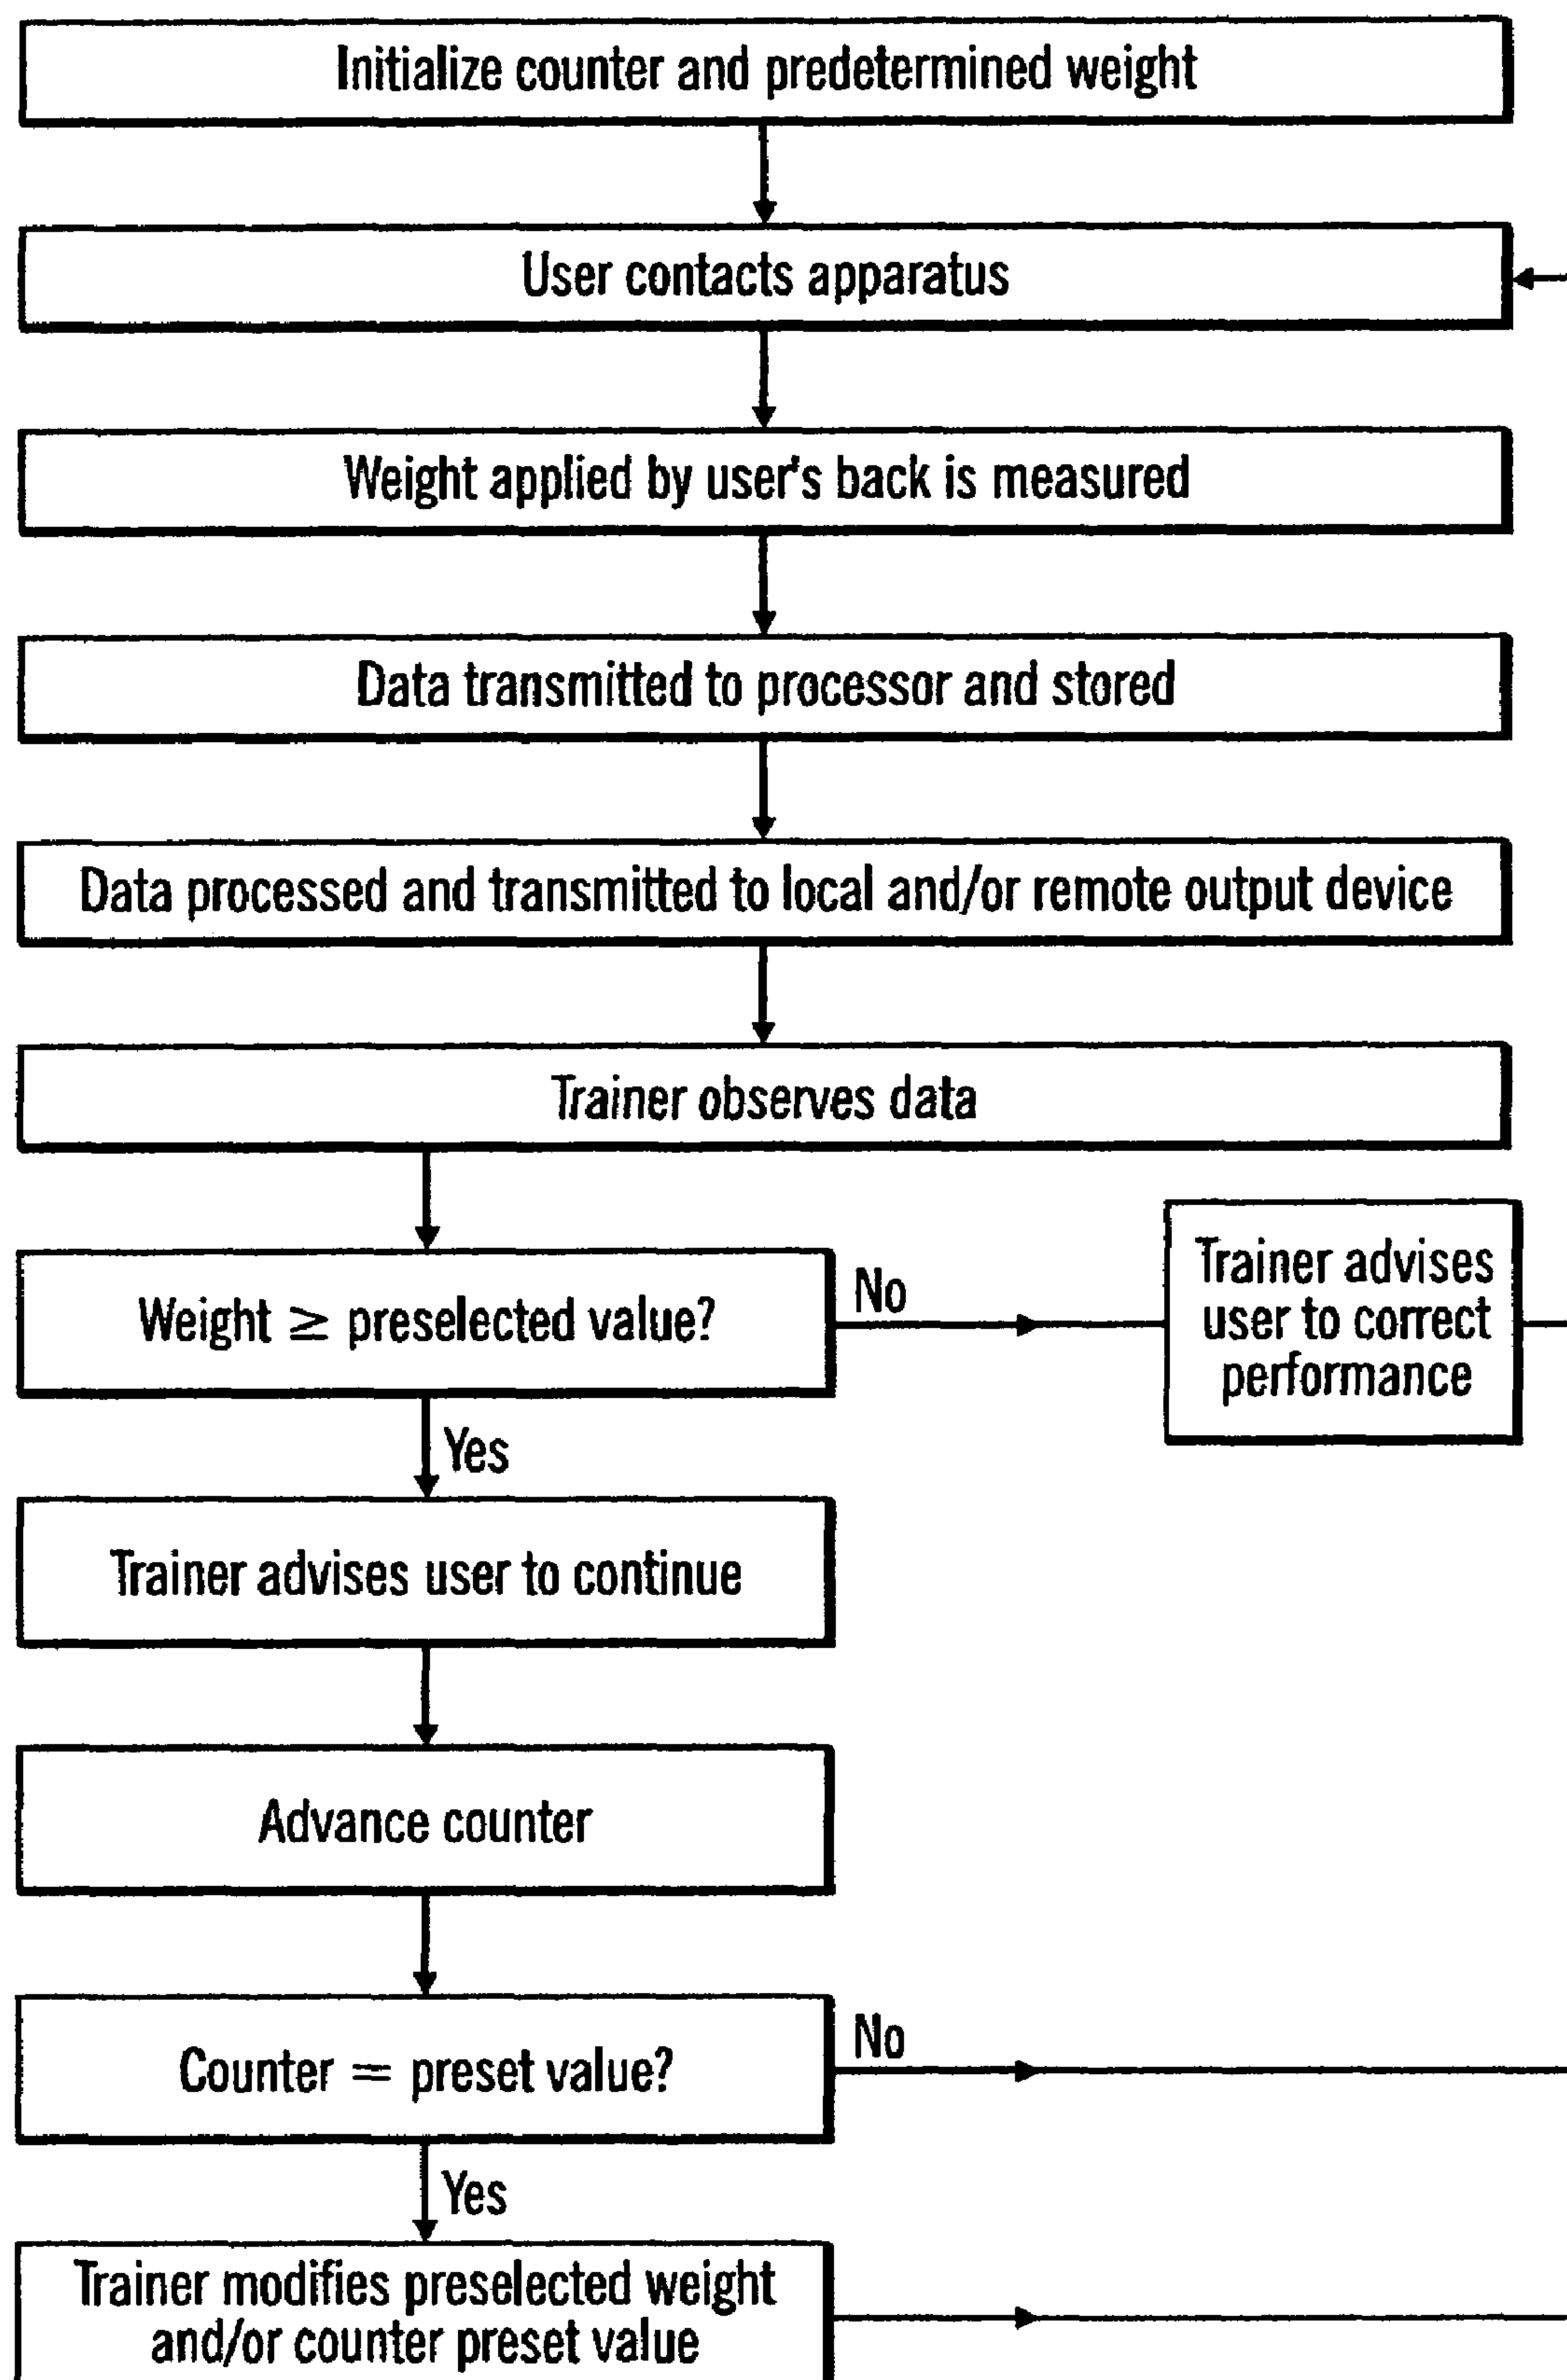 Initialize counter and predetermined weight
User contacts apparatus
Weight applied by user's back is measured
Data transmitted to processor and stored
Data processed and transmitted to local and/or remote output device
Trainer observes data
Weight ≥ preselected value?
No
Trainer advises
user to correct
performance
Yes
Trainer advises user to continue
Advance counter
Counter = preset value?
No
Yes
Trainer modifies preselected weight
and/or counter preset value